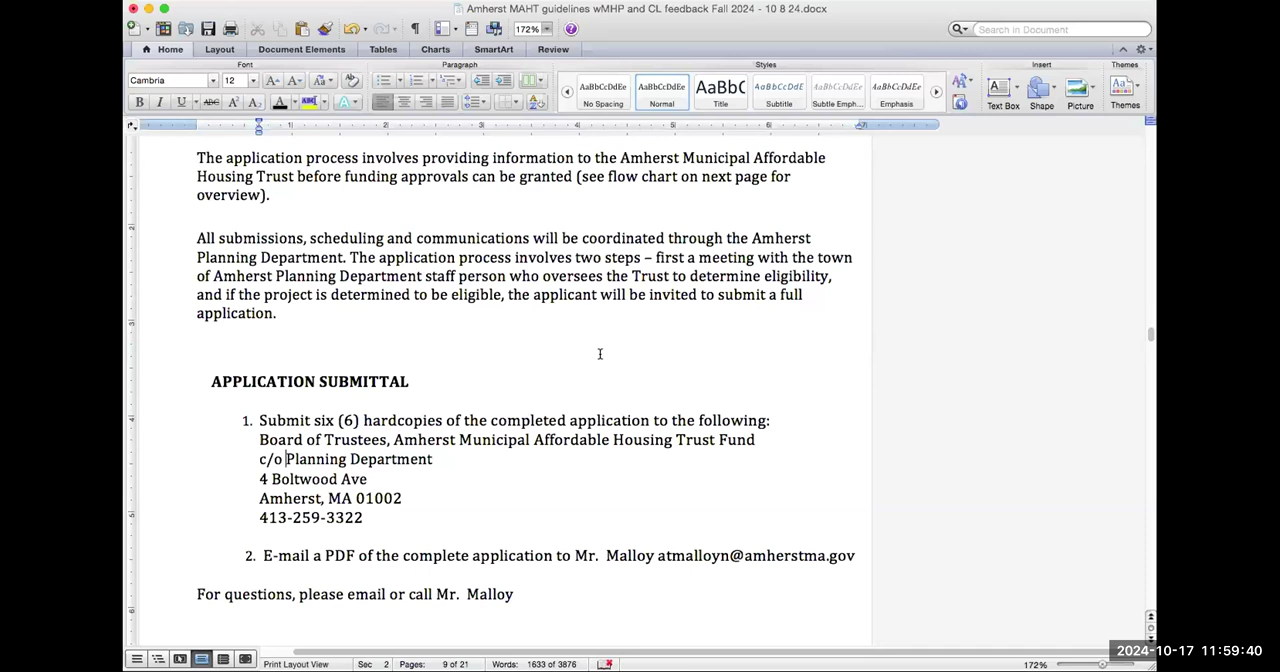 Amherst MAHT guidelines wMHP and CL feedback Fall 2024 - 10 8 24.docx
172%
Search in Document
Home Layout Document Elements Tables Charts SmartArt Review
Font Paragraph Styles Insert Themes
Cambria 12 AaBbCcDdEe AaBbCcDdEe AaBbC AaBbCcDdE AaBbCcDdEe AaBbCcDdEe
No Spacing Normal Title Subtitle Subtle Emph... Emphasis Text Box Shape Picture Themes
The application process involves providing information to the Amherst Municipal Affordable
Housing Trust before funding approvals can be granted (see flow chart on next page for
overview).
All submissions, scheduling and communications will be coordinated through the Amherst
Planning Department. The application process involves two steps – first a meeting with the town
of Amherst Planning Department staff person who oversees the Trust to determine eligibility,
and if the project is determined to be eligible, the applicant will be invited to submit a full
application.
APPLICATION SUBMITTAL
1. Submit six (6) hardcopies of the completed application to the following:
Board of Trustees, Amherst Municipal Affordable Housing Trust Fund
c/o Planning Department
4 Boltwood Ave
Amherst, MA 01002
413-259-3322
2. E-mail a PDF of the complete application to Mr. Malloy atmalloyn@amherstma.gov
For questions, please email or call Mr. Malloy
Print Layout View Sec 2 Pages: 9 of 21 Words: 1633 of 3876 172%
2024-10-17 11:59:40